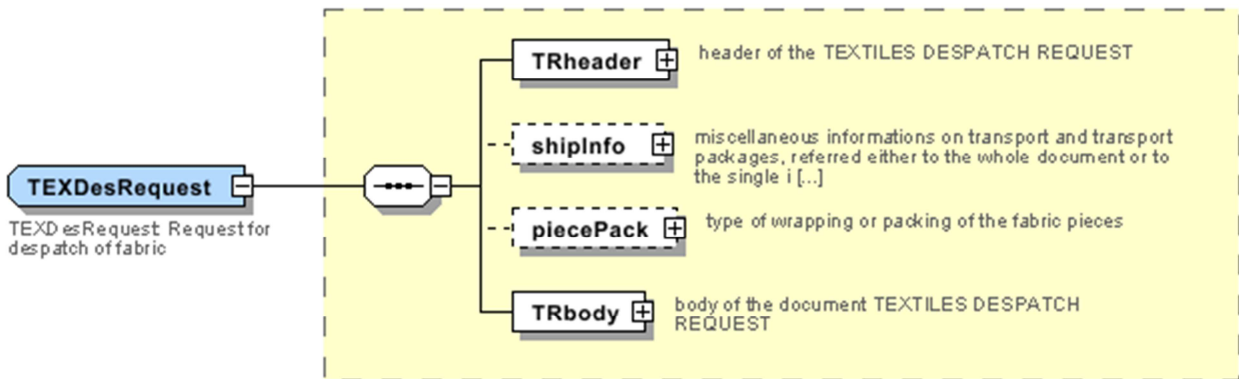 TRheader
header of the TEXTILES DESPATCH REQUEST
shipInfo
miscellaneous informations on transport and transport
packages, referred either to the whole document or to
the single i [...]
TEXDesRequest
TEXDesRequest: Request for
despatch of fabric
piecePack
type of wrapping or packing of the fabric pieces
TRbody
body of the document TEXTILES DESPATCH
REQUEST